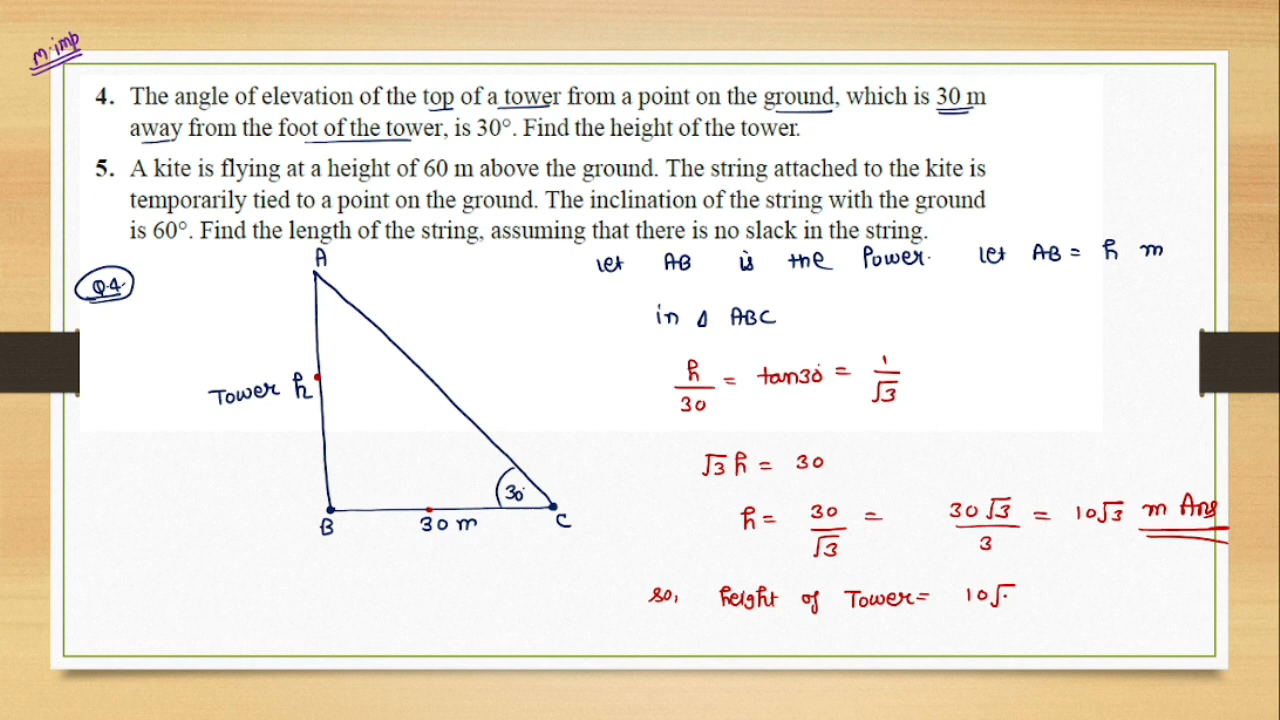 m.imp
4. The angle of elevation of the top of a tower from a point on the ground, which is 30 m
away from the foot of the tower, is 30°. Find the height of the tower.
5. A kite is flying at a height of 60 m above the ground. The string attached to the kite is
temporarily tied to a point on the ground. The inclination of the string with the ground
is 60°. Find the length of the string, assuming that there is no slack in the string.
Q.4.
A
Tower h
B
30 m
C
30°
Let AB is the Power. Let AB = h m
in Δ ABC
h/30 = tan30° = 1/√3
√3 h = 30
h = 30/√3 = 30√3/3 = 10√3 m Ans
so, height of Tower = 10√